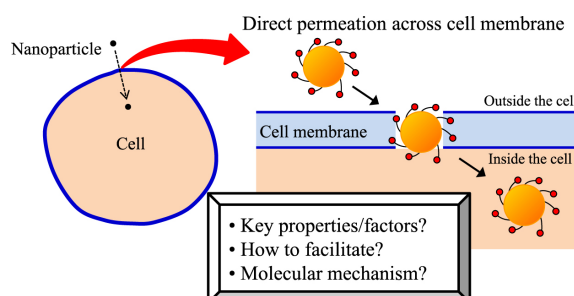 Direct permeation across cell membrane
Nanoparticle
Outside the cel
Cell membrane
Cell
Inside the cell
• Key properties/factors?
• How to facilitate?
• Molecular mechanism?